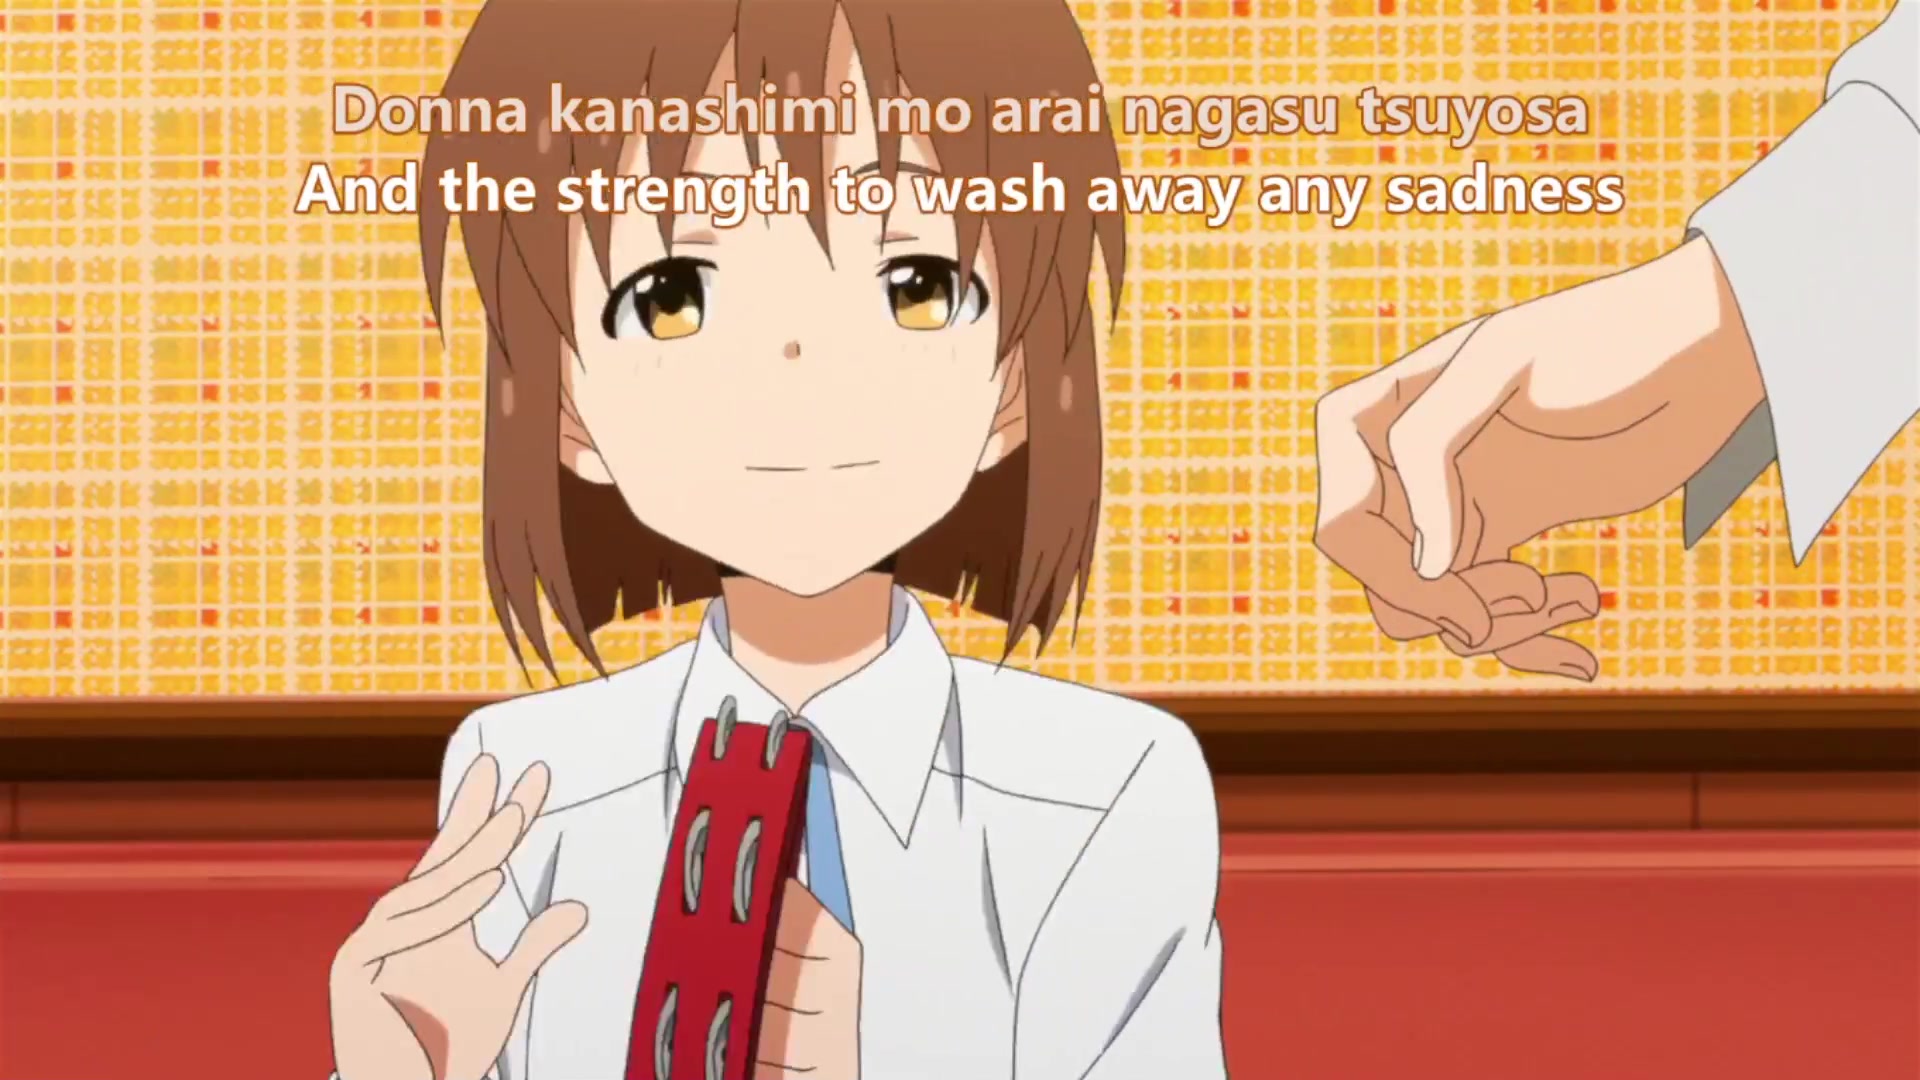 Donna kanashimi mo arai nagasu tsuyosa
And the strength to wash away any sadness